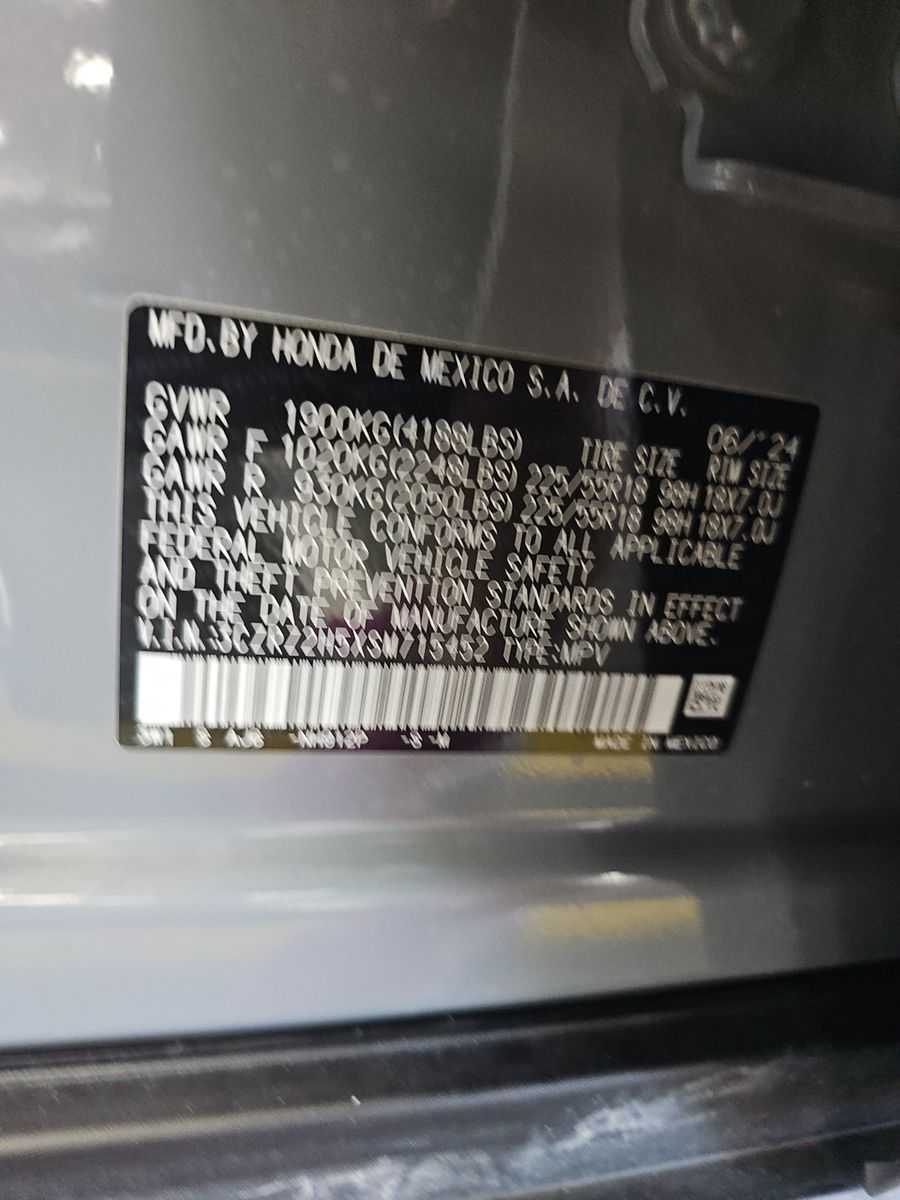 MFD.BY HONDA DE MEXICO S.A. DE C.V.
06/'24
GVWR 1900KG(4188LBS) TIRE SIZE RIM SIZE
GAWR F 1020KG(2248LBS) 225/55R18 98H 18X7.0J
GAWR R 930KG(2050LBS) 225/55R18 98H 18X7.0J
THIS VEHICLE CONFORMS TO ALL APPLICABLE
FEDERAL MOTOR VEHICLE SAFETY
AND THEFT PREVENTION STANDARDS IN EFFECT
ON THE DATE OF MANUFACTURE SHOWN ABOVE.
V.I.N.:3CZRZ2H5XSM715452 TYPE:MPV
MADE IN MEXICO